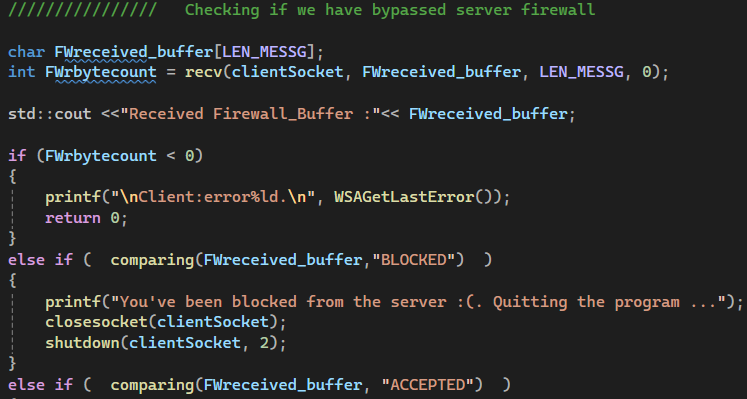 ////////////////   Checking if we have bypassed server firewall
char FWreceived_buffer[LEN_MESSG];
int FWrbytecount = recv(clientSocket, FWreceived_buffer, LEN_MESSG, 0);
std::cout <<"Received Firewall_Buffer :"<< FWreceived_buffer;
if (FWrbytecount < 0)
{
    printf("\nClient:error%ld.\n", WSAGetLastError());
    return 0;
}
else if (  comparing(FWreceived_buffer,"BLOCKED")  )
{
    printf("You've been blocked from the server :(. Quitting the program ...");
    closesocket(clientSocket);
    shutdown(clientSocket, 2);
}
else if (  comparing(FWreceived_buffer, "ACCEPTED")  )